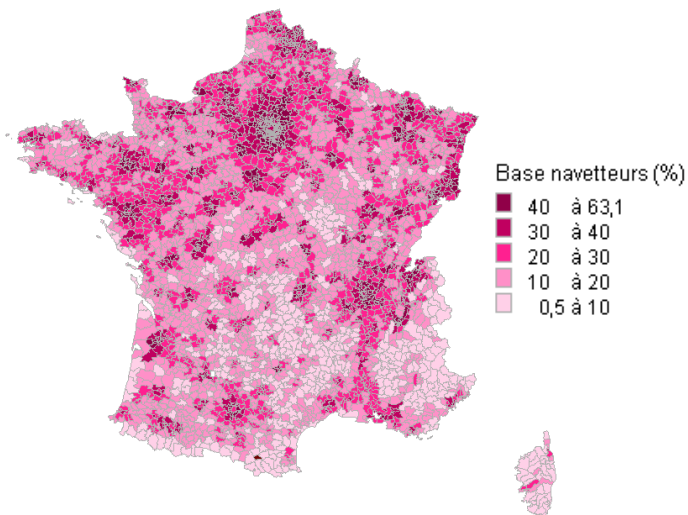 Base navetteurs (%)
40 à 63,1
30 à 40
20 à 30
10 à 20
0,5 à 10